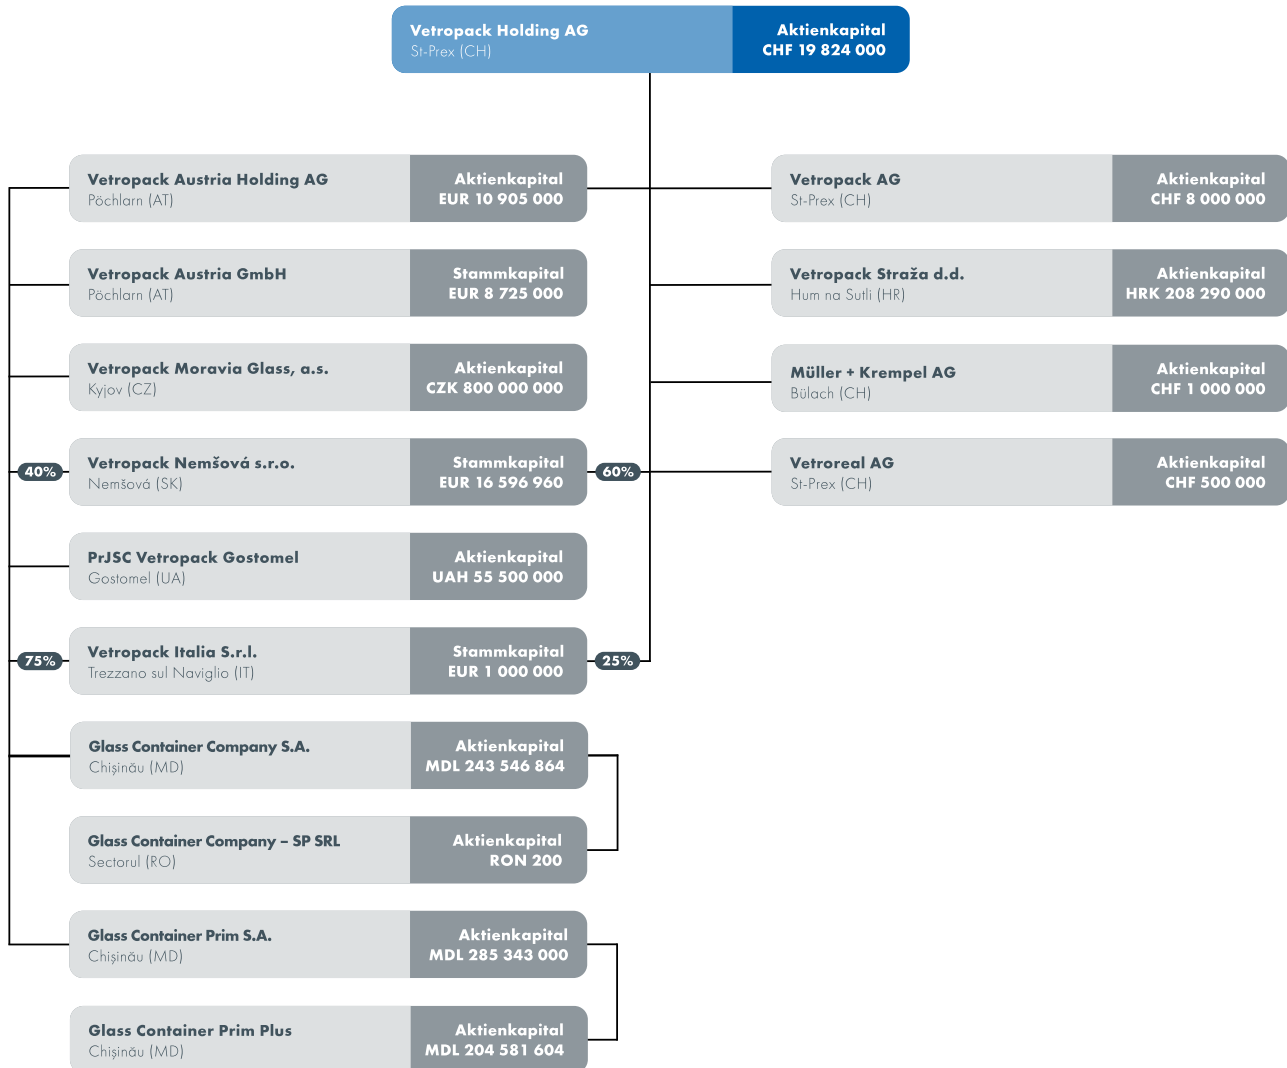 Vetropack Holding AG
St-Prex (CH)
Aktienkapital
CHF 19 824 000
Vetropack Austria Holding AG
Pöchlarn (AT)
Aktienkapital
EUR 10 905 000
Vetropack AG
St-Prex (CH)
Aktienkapital
CHF 8 000 000
Vetropack Austria GmbH
Pöchlarn (AT)
Stammkapital
EUR 8 725 000
Vetropack Straža d.d.
Hum na Sutli (HR)
Aktienkapital
HRK 208 290 000
Vetropack Moravia Glass, a.s.
Kyjov (CZ)
Aktienkapital
CZK 800 000 000
Müller + Krempel AG
Bülach (CH)
Aktienkapital
CHF 1 000 000
40%
Vetropack Nemšová s.r.o.
Nemšová (SK)
Stammkapital
EUR 16 596 960
60%
Vetroreal AG
St-Prex (CH)
Aktienkapital
CHF 500 000
PrJSC Vetropack Gostomel
Gostomel (UA)
Aktienkapital
UAH 55 500 000
75%
Vetropack Italia S.r.l.
Trezzano sul Naviglio (IT)
Stammkapital
EUR 1 000 000
25%
Glass Container Company S.A.
Chişinău (MD)
Aktienkapital
MDL 243 546 864
Glass Container Company – SP SRL
Sectorul (RO)
Aktienkapital
RON 200
Glass Container Prim S.A.
Chişinău (MD)
Aktienkapital
MDL 285 343 000
Glass Container Prim Plus
Chişinău (MD)
Aktienkapital
MDL 204 581 604